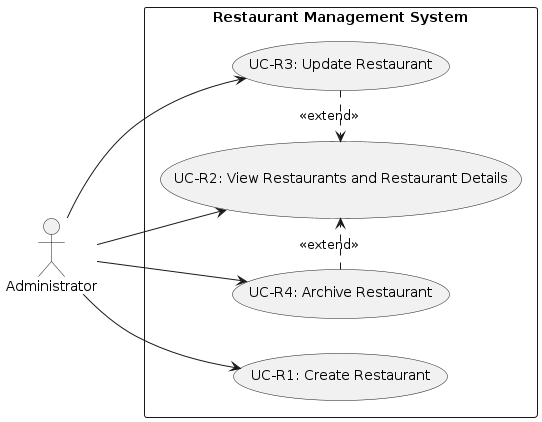 Restaurant Management System
UC-R3: Update Restaurant
«extend»
UC-R2: View Restaurants and Restaurant Details
«extend»
Administrator
UC-R4: Archive Restaurant
UC-R1: Create Restaurant